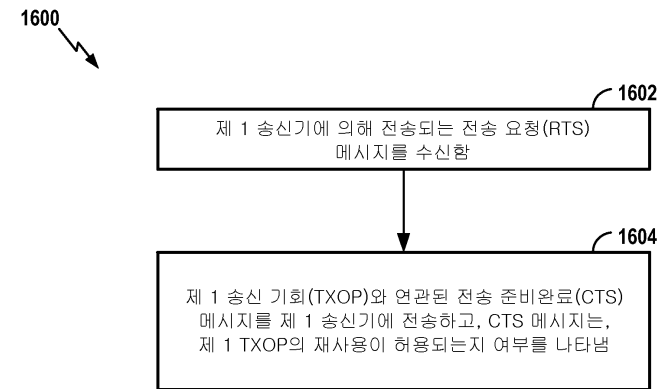 1600
1602
제 1 송신기에 의해 전송되는 전송 요청(RTS)
메시지를 수신함
1604
제 1 송신 기회(TXOP)와 연관된 전송 준비완료(CTS)
메시지를 제 1 송신기에 전송하고, CTS 메시지는,
제 1 TXOP의 재사용이 허용되는지 여부를 나타냄